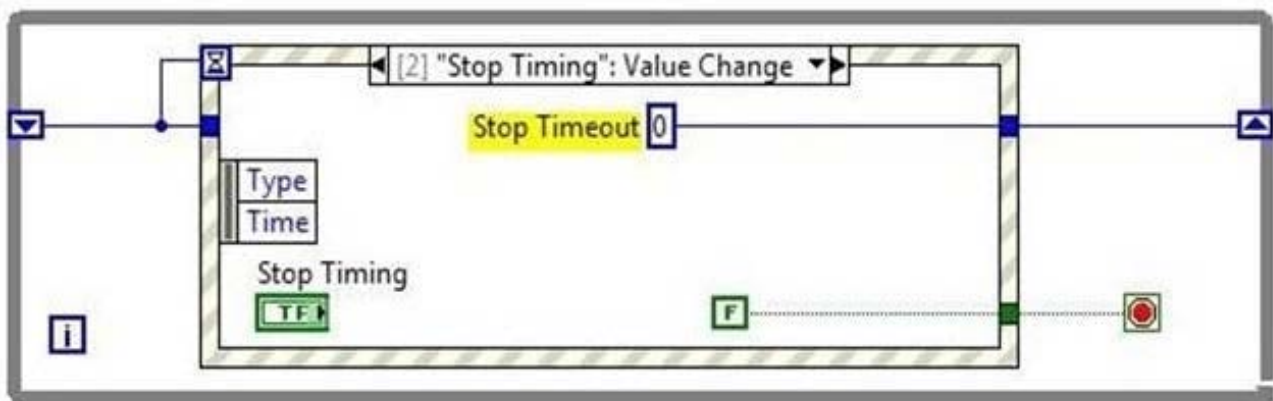 [2] "Stop Timing": Value Change
Stop Timeout 0
Type
Time
Stop Timing
TF
F
i